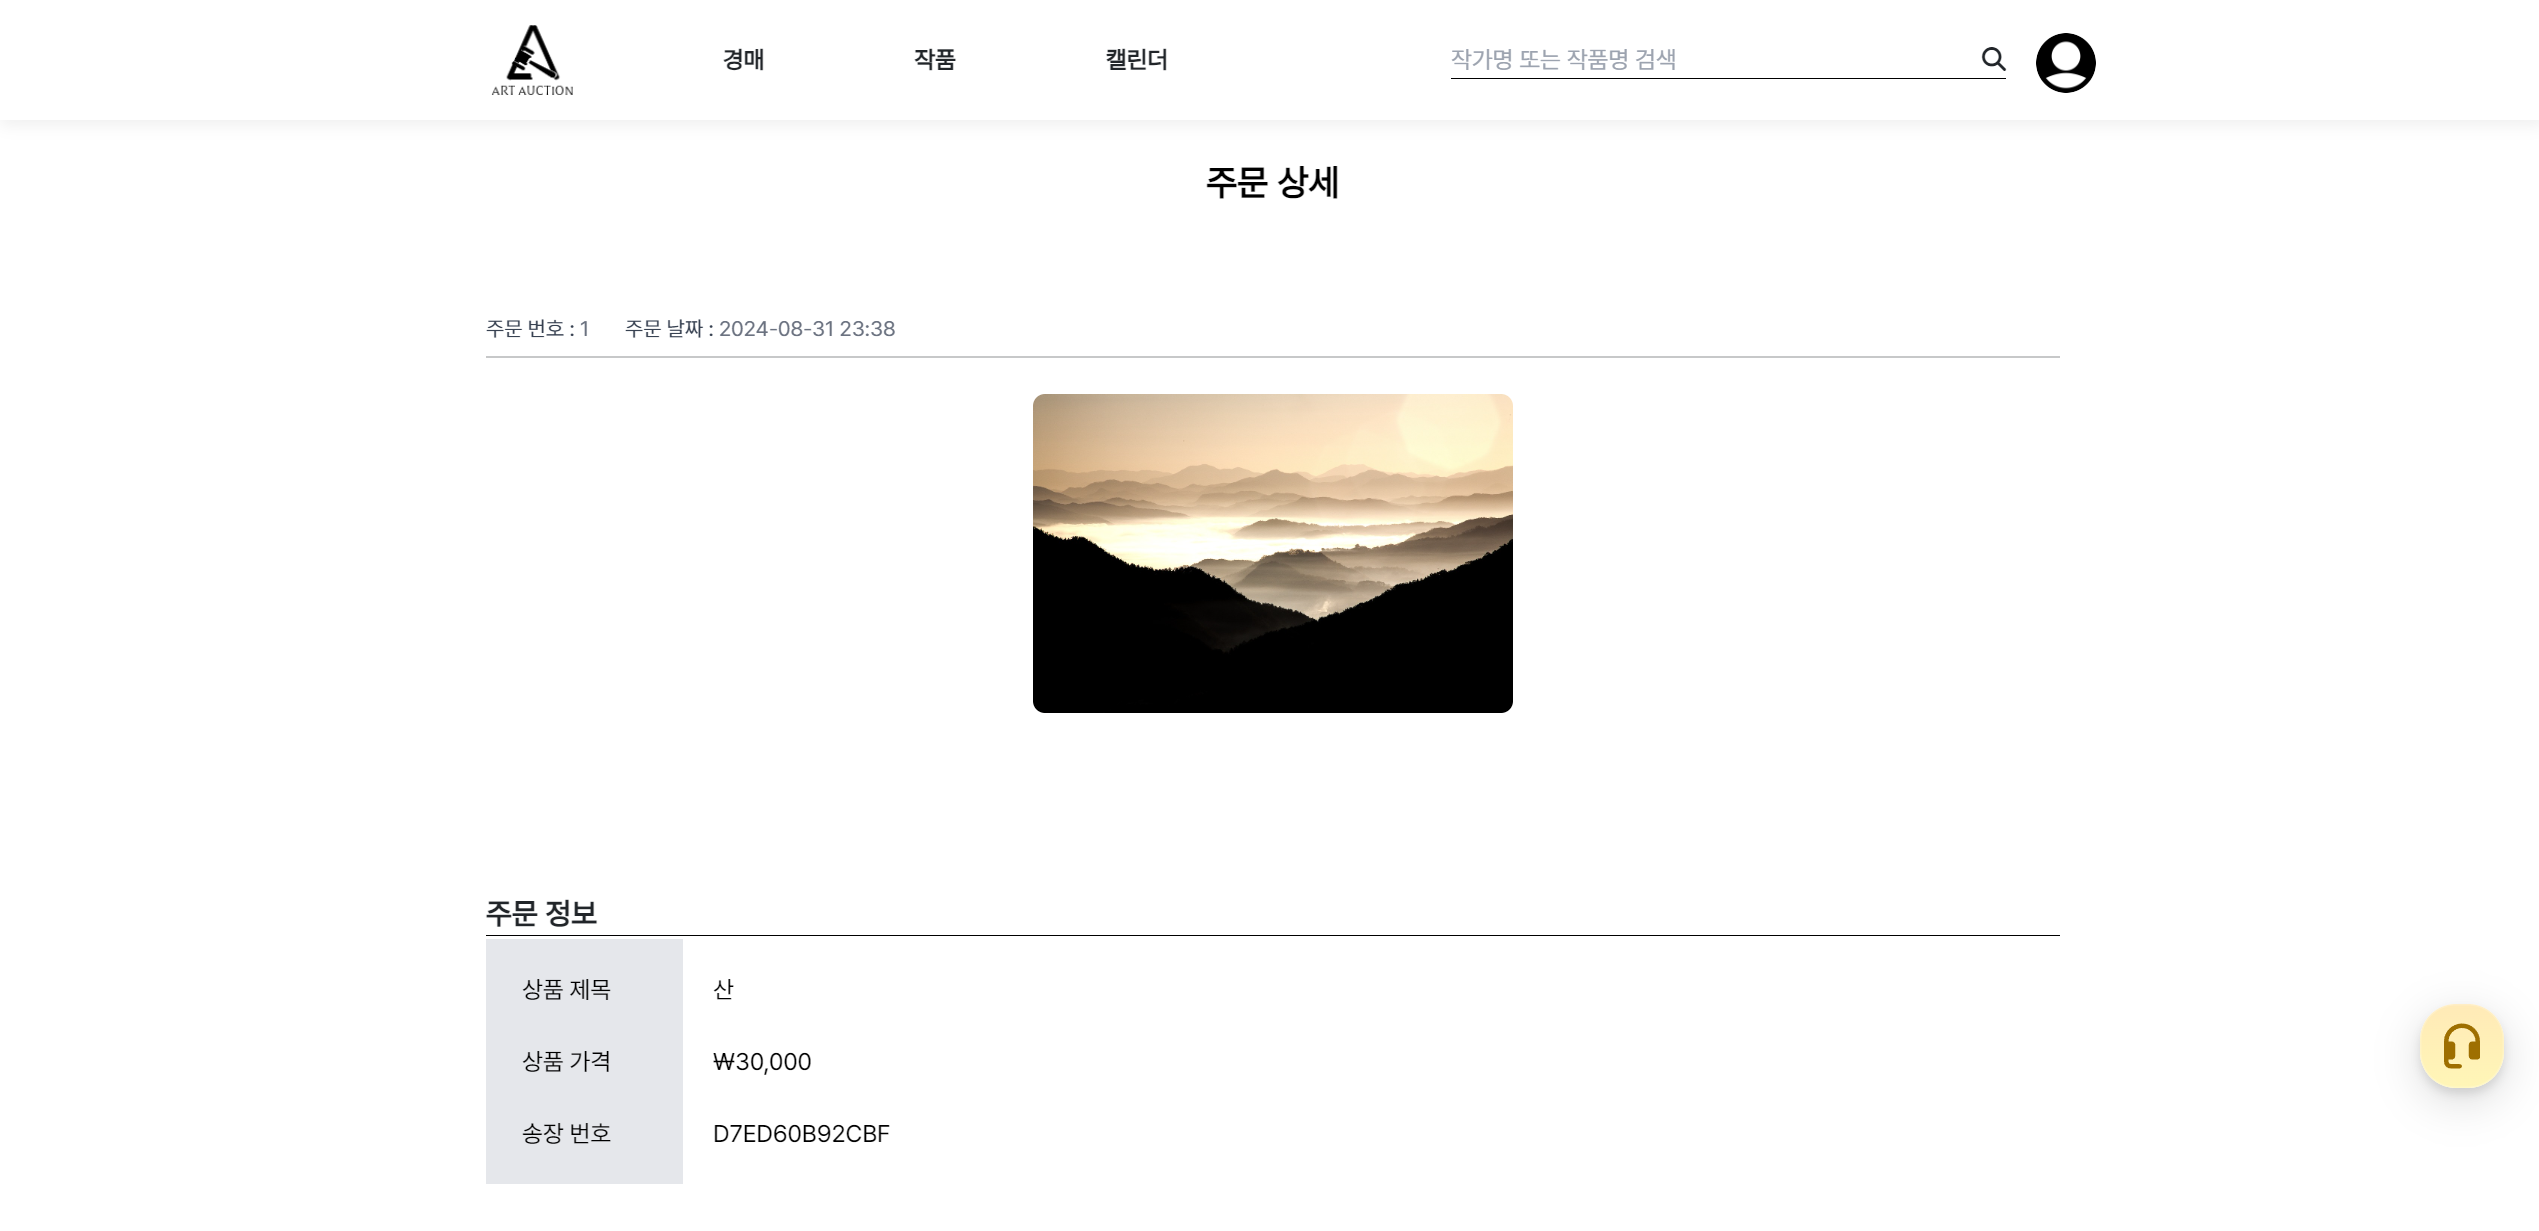 ART AUCTION
경매 작품 캘린더 작가명 또는 작품명 검색
주문 상세
주문 번호 : 1 주문 날짜 : 2024-08-31 23:38
주문 정보
상품 제목 산
상품 가격 ₩30,000
송장 번호 D7ED60B92CBF